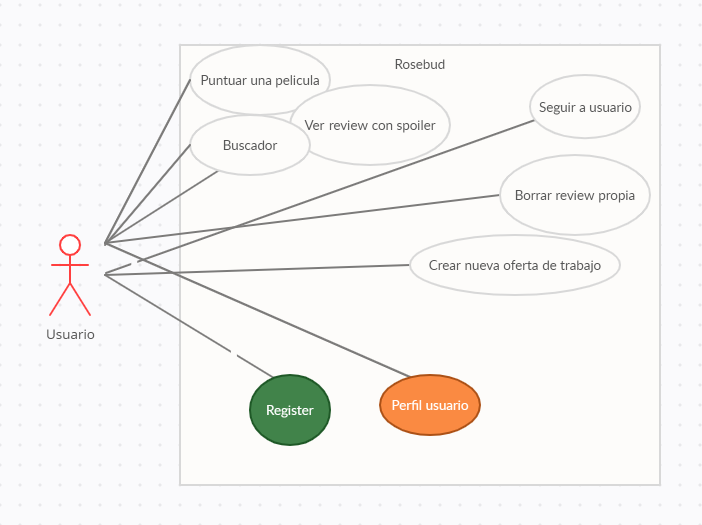 Rosebud
Puntuar una pelicula
Seguir a usuario
Ver review con spoiler
Buscador
Borrar review propia
Crear nueva oferta de trabajo
Usuario
Perfil usuario
Register